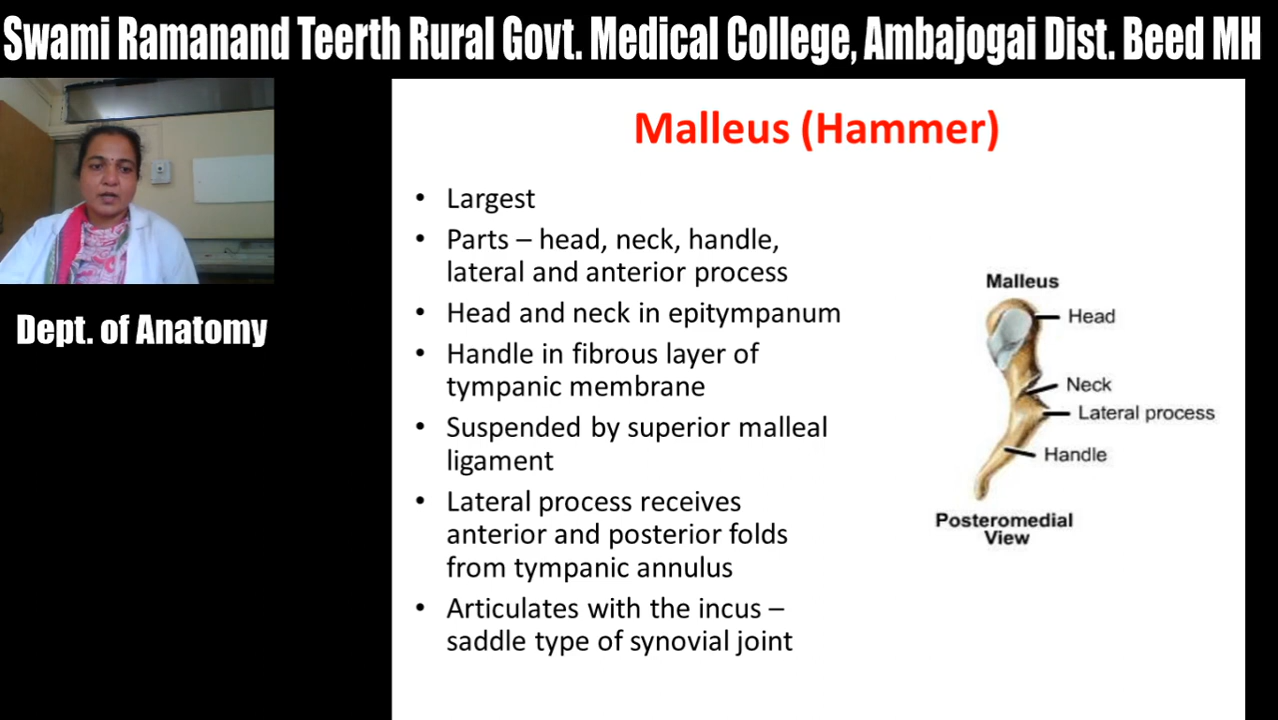 Swami Ramanand Teerth Rural Govt. Medical College, Ambajogai Dist. Beed MH
Dept. of Anatomy
Malleus (Hammer)
• Largest
• Parts – head, neck, handle,
lateral and anterior process
• Head and neck in epitympanum
• Handle in fibrous layer of
tympanic membrane
• Suspended by superior malleal
ligament
• Lateral process receives
anterior and posterior folds
from tympanic annulus
• Articulates with the incus –
saddle type of synovial joint
Malleus
Head
Neck
Lateral process
Handle
Posteromedial
View